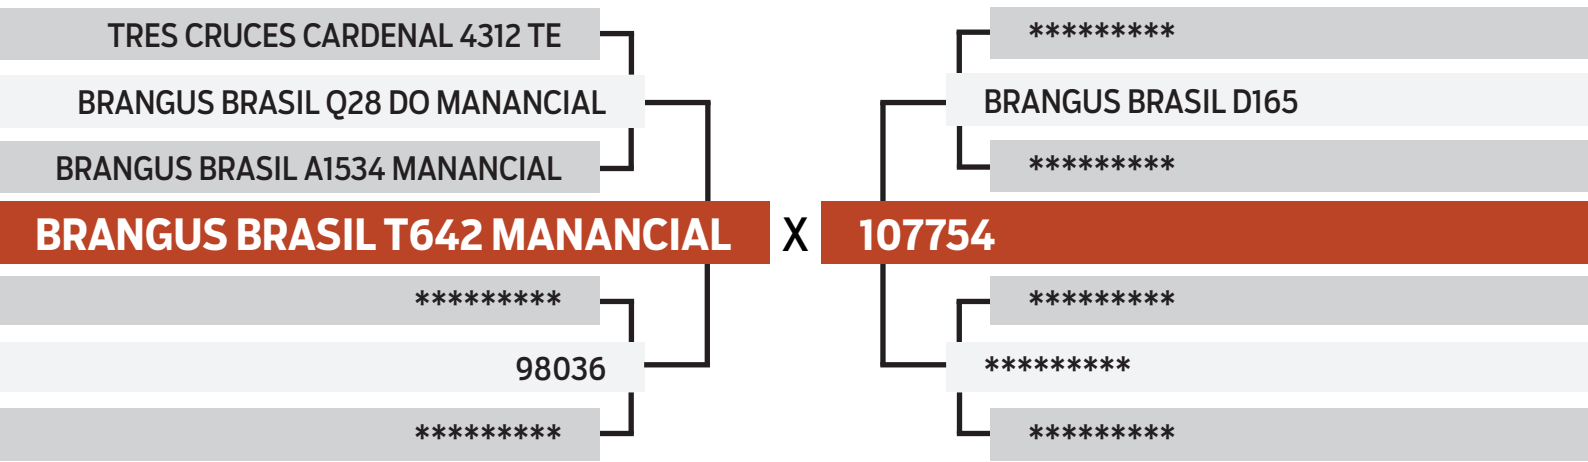 TRES CRUCES CARDENAL 4312 TE
BRANGUS BRASIL Q28 DO MANANCIAL
BRANGUS BRASIL A1534 MANANCIAL
BRANGUS BRASIL T642 MANANCIAL X 107754
*********
98036
*********
*********
BRANGUS BRASIL D165
*********
*********
*********
*********